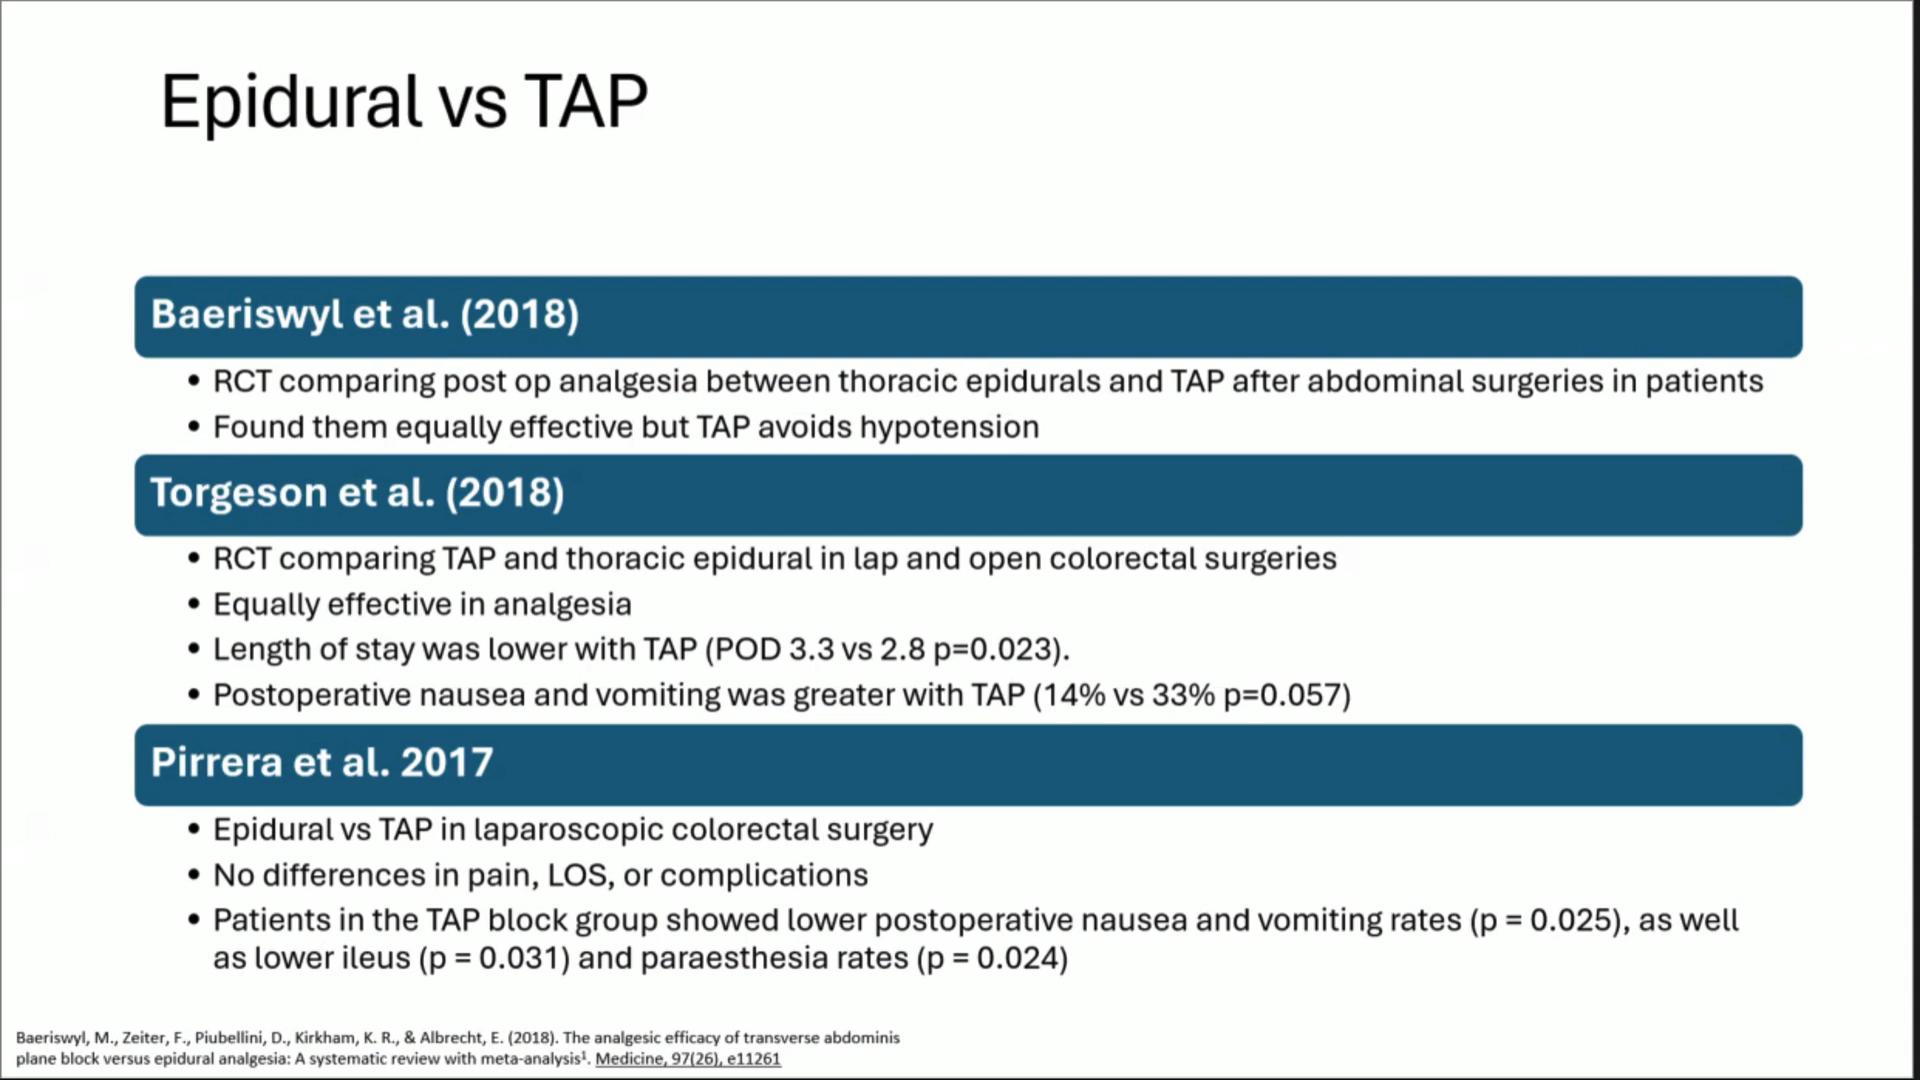 Epidural vs TAP
Baeriswyl et al. (2018)
• RCT comparing post op analgesia between thoracic epidurals and TAP after abdominal surgeries in patients
• Found them equally effective but TAP avoids hypotension
Torgeson et al. (2018)
• RCT comparing TAP and thoracic epidural in lap and open colorectal surgeries
• Equally effective in analgesia
• Length of stay was lower with TAP (POD 3.3 vs 2.8 p=0.023).
• Postoperative nausea and vomiting was greater with TAP (14% vs 33% p=0.057)
Pirrera et al. 2017
• Epidural vs TAP in laparoscopic colorectal surgery
• No differences in pain, LOS, or complications
• Patients in the TAP block group showed lower postoperative nausea and vomiting rates (p = 0.025), as well
as lower ileus (p = 0.031) and paraesthesia rates (p = 0.024)
Baeriswyl, M., Zeiter, F., Piubellini, D., Kirkham, K. R., & Albrecht, E. (2018). The analgesic efficacy of transverse abdominis
plane block versus epidural analgesia: A systematic review with meta-analysis¹. Medicine, 97(26), e11261